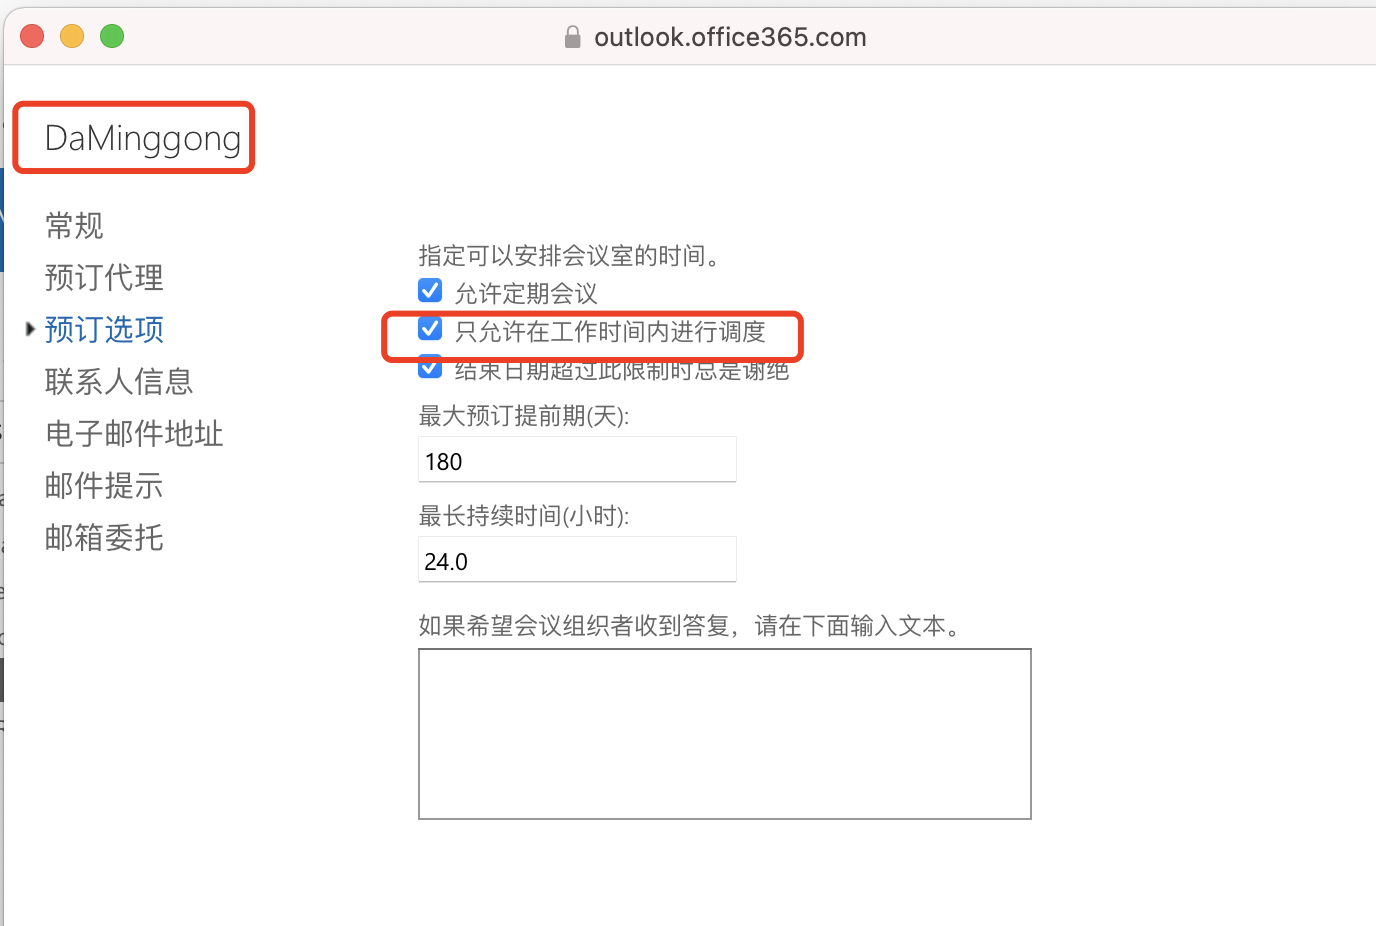 outlook.office365.com
DaMinggong
常规
预订代理
预订选项
联系人信息
电子邮件地址
邮件提示
邮箱委托
指定可以安排会议室的时间。
允许定期会议
只允许在工作时间内进行调度
结束日期超过此限制时总是谢绝
最大预订提前期(天):
180
最长持续时间(小时):
24.0
如果希望会议组织者收到答复，请在下面输入文本。